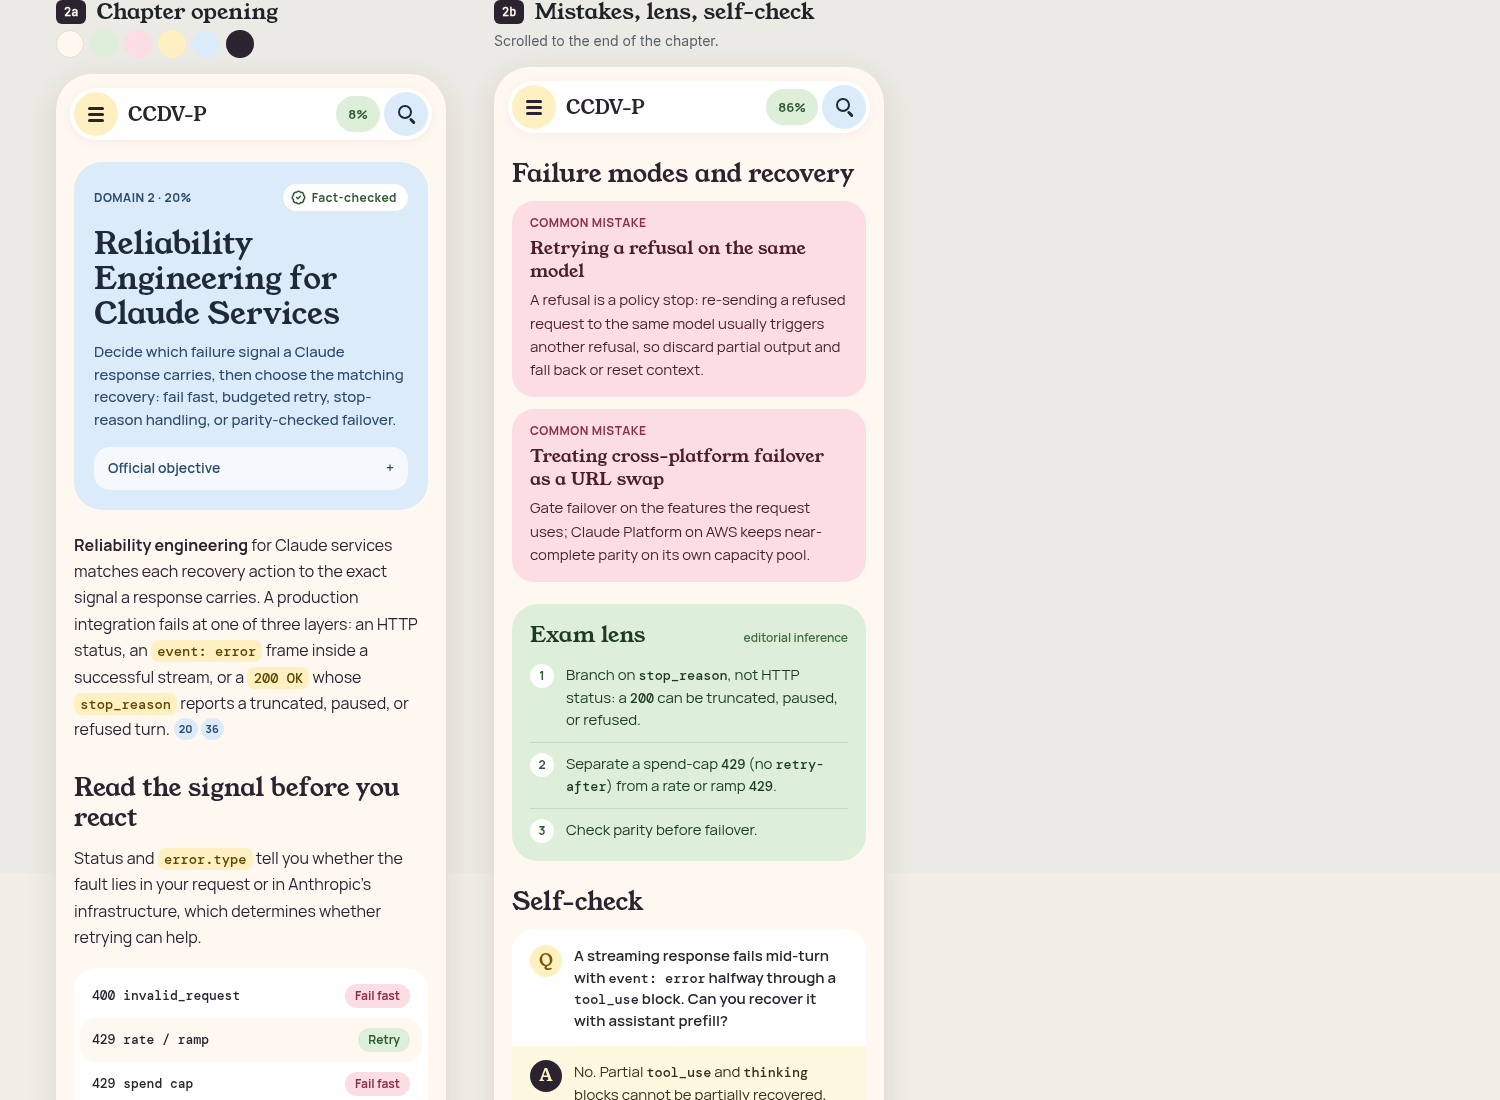 2a Chapter opening
CCDV-P
8%
DOMAIN 2 · 20%
Fact-checked
Reliability
Engineering for
Claude Services
Decide which failure signal a Claude
response carries, then choose the matching
recovery: fail fast, budgeted retry, stop-
reason handling, or parity-checked failover.
Official objective +
Reliability engineering for Claude services
matches each recovery action to the exact
signal a response carries. A production
integration fails at one of three layers: an HTTP
status, an event: error frame inside a
successful stream, or a 200 OK whose
stop_reason reports a truncated, paused, or
refused turn. 20 36
Read the signal before you
react
Status and error.type tell you whether the
fault lies in your request or in Anthropic's
infrastructure, which determines whether
retrying can help.
400 invalid_request Fail fast
429 rate / ramp Retry
429 spend cap Fail fast
2b Mistakes, lens, self-check
Scrolled to the end of the chapter.
CCDV-P
86%
Failure modes and recovery
COMMON MISTAKE
Retrying a refusal on the same
model
A refusal is a policy stop: re-sending a refused
request to the same model usually triggers
another refusal, so discard partial output and
fall back or reset context.
COMMON MISTAKE
Treating cross-platform failover
as a URL swap
Gate failover on the features the request
uses; Claude Platform on AWS keeps near-
complete parity on its own capacity pool.
Exam lens
editorial inference
1 Branch on stop_reason, not HTTP
status: a 200 can be truncated, paused,
or refused.
2 Separate a spend-cap 429 (no retry-
after) from a rate or ramp 429.
3 Check parity before failover.
Self-check
Q A streaming response fails mid-turn
with event: error halfway through a
tool_use block. Can you recover it
with assistant prefill?
A No. Partial tool_use and thinking
blocks cannot be partially recovered.